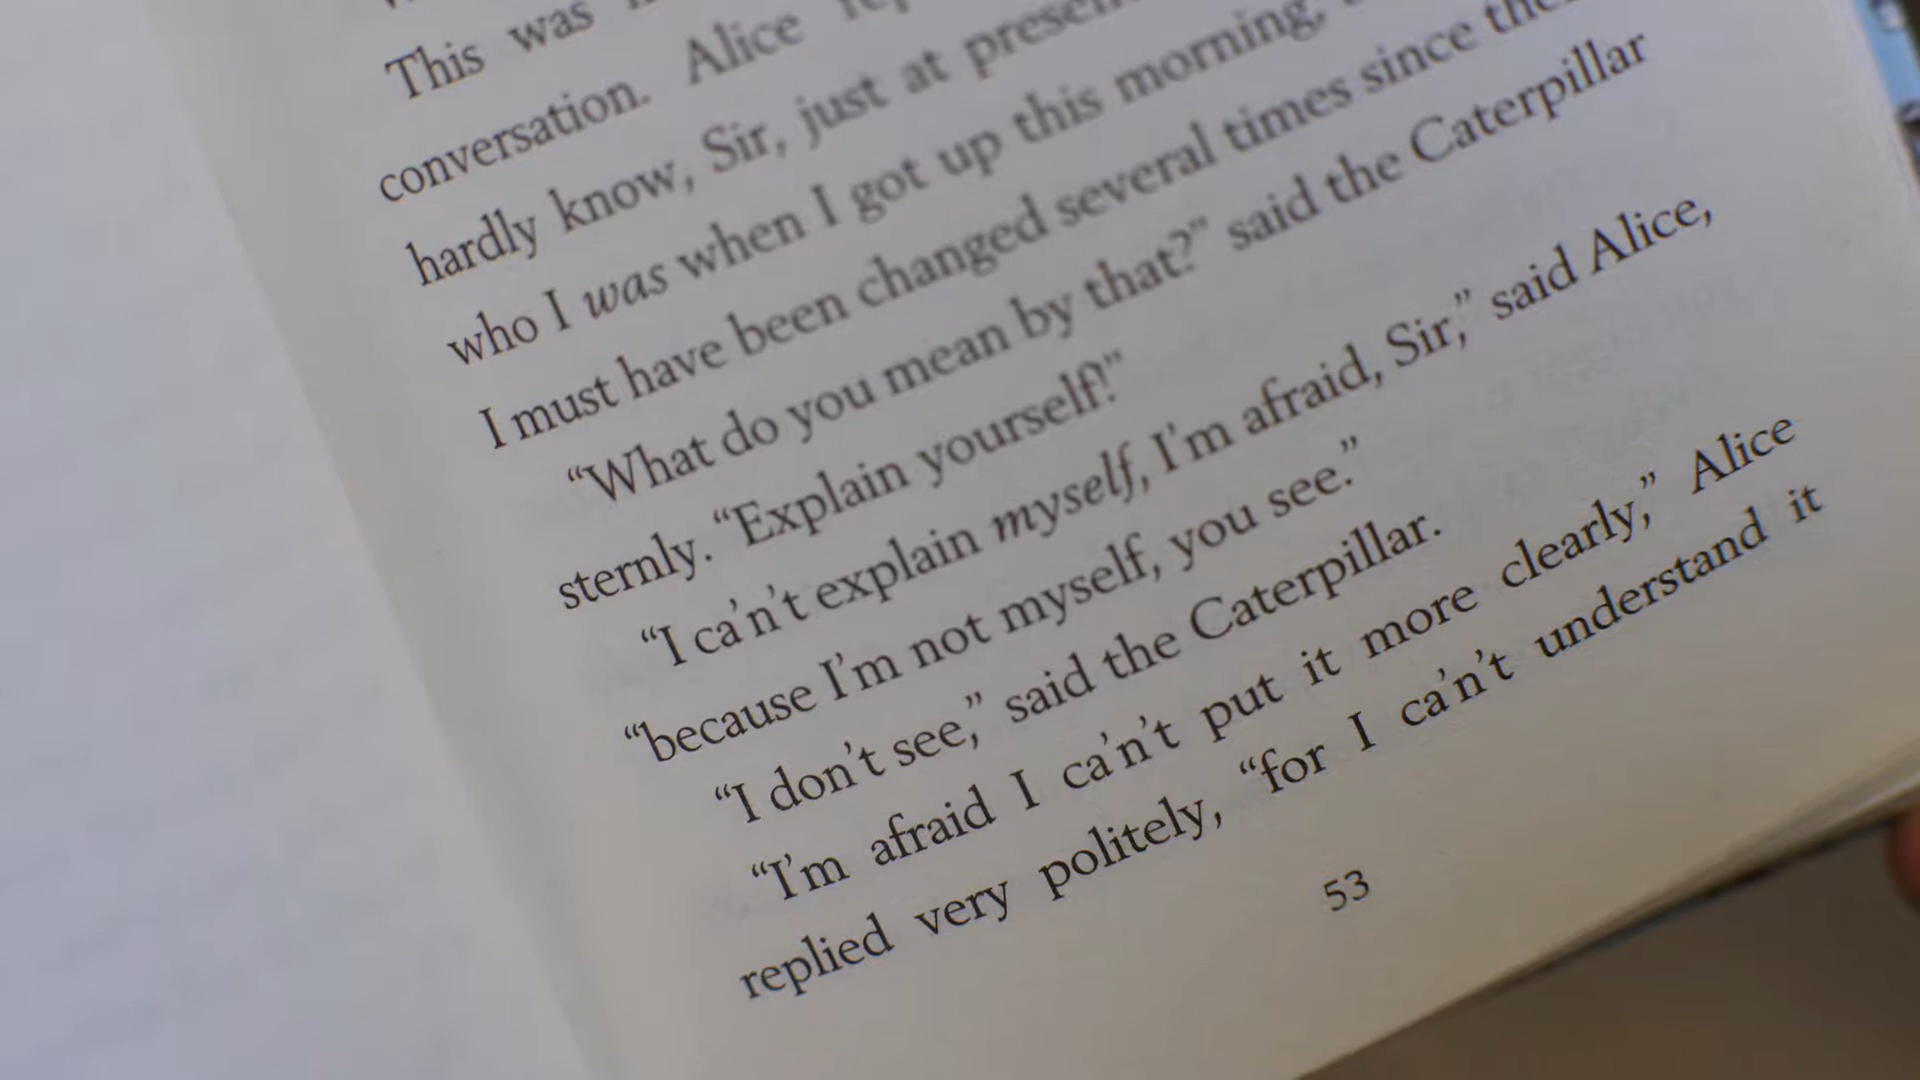 This was
conversation. Alice
hardly know, Sir, just at
who I was when I got up this morning,
I must have been changed several times since
“What do you mean by that?” said the Caterpillar
sternly. “Explain yourself!”
“I ca’n’t explain myself, I’m afraid, Sir,” said Alice,
“because I’m not myself, you see.”
“I don’t see,” said the Caterpillar.
“I’m afraid I ca’n’t put it more clearly,” Alice
replied very politely, “for I ca’n’t understand it
53